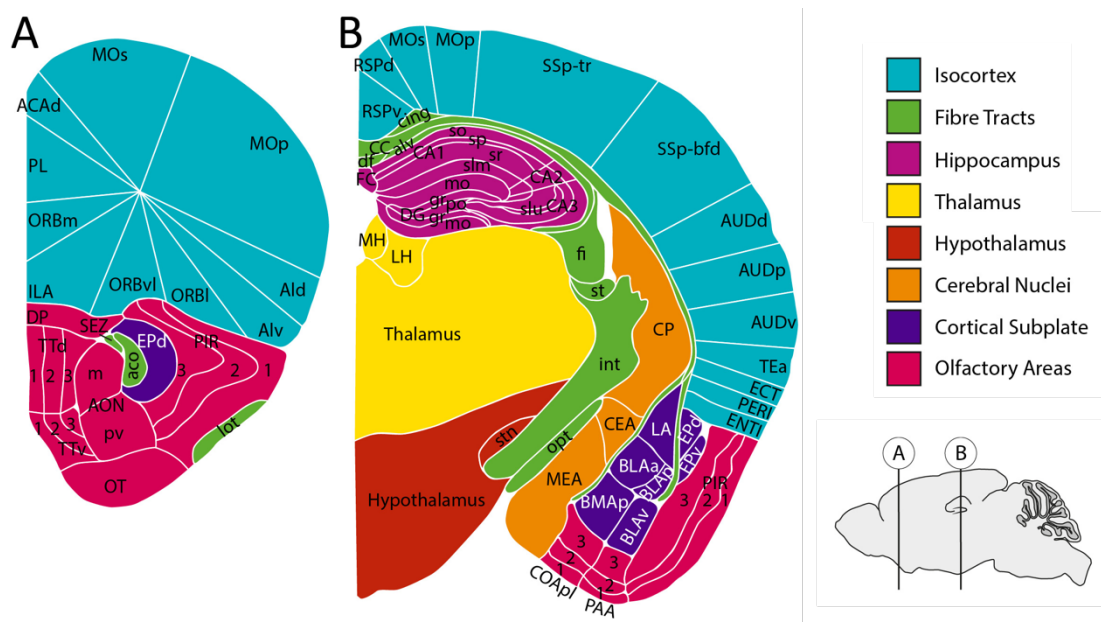 A
MOs
ACAd
MOp
PL
ORBm
ILA
ORBvl
ORBl
AId
AIv
DP
SEZ
TTd
EPd
PIR
1 2 3
m
aco
3
2
1
AON
1 2 3
pv
TTv
lot
OT
B
MOs
MOp
RSPd
SSp-tr
RSPv
cing
SSp-bfd
CC
alv
df
CA1
so
sp
sr
slm
FC
mo
CA2
gr
po
DG
gr
mo
slu
CA3
AUDd
MH
LH
fi
AUDp
st
AUDv
Thalamus
CP
int
TEa
ECT
PERI
ENTI
CEA
LA
EPd
stn
opt
BLAa
BLAp
EPv
PIR
MEA
3
2
1
Hypothalamus
BMAp
BLAv
3
2
1
3
2
1
COApl
PAA
Isocortex
Fibre Tracts
Hippocampus
Thalamus
Hypothalamus
Cerebral Nuclei
Cortical Subplate
Olfactory Areas
A
B